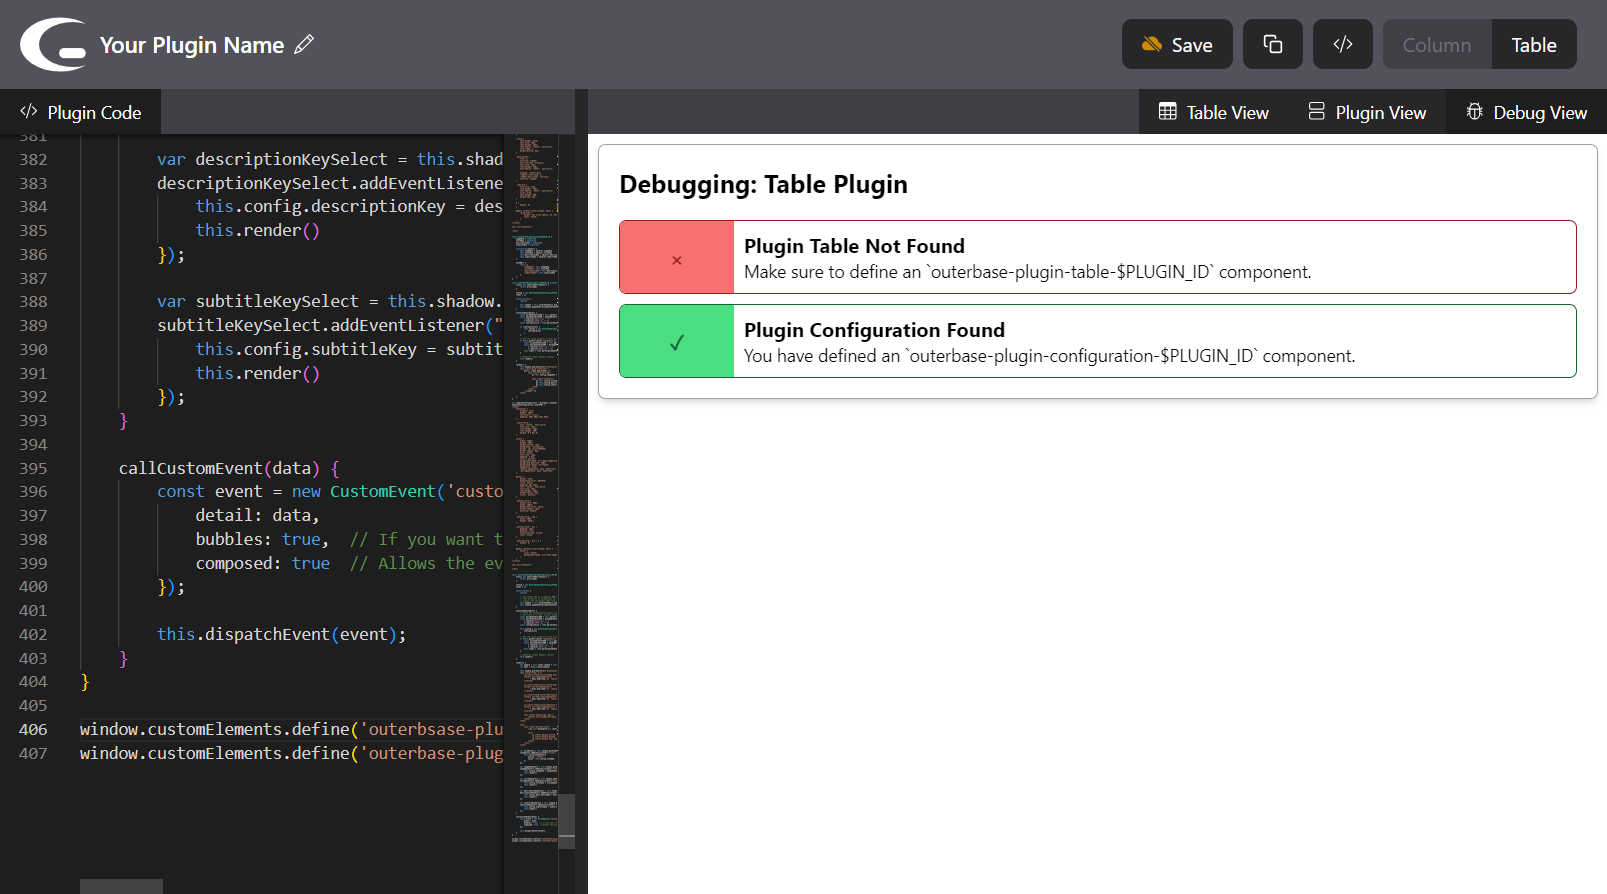 Your Plugin Name
Save
Column
Table
Plugin Code
Table View
Plugin View
Debug View
381
382 var descriptionKeySelect = this.shad
383 descriptionKeySelect.addEventListene
384 this.config.descriptionKey = des
385 this.render()
386 });
387
388 var subtitleKeySelect = this.shadow.
389 subtitleKeySelect.addEventListener("
390 this.config.subtitleKey = subtit
391 this.render()
392 });
393 }
394
395 callCustomEvent(data) {
396 const event = new CustomEvent('custo
397 detail: data,
398 bubbles: true, // If you want t
399 composed: true // Allows the ev
400 });
401
402 this.dispatchEvent(event);
403 }
404 }
405
406 window.customElements.define('outerbsase-plu
407 window.customElements.define('outerbase-plug
Debugging: Table Plugin
Plugin Table Not Found
Make sure to define an `outerbase-plugin-table-$PLUGIN_ID` component.
Plugin Configuration Found
You have defined an `outerbase-plugin-configuration-$PLUGIN_ID` component.